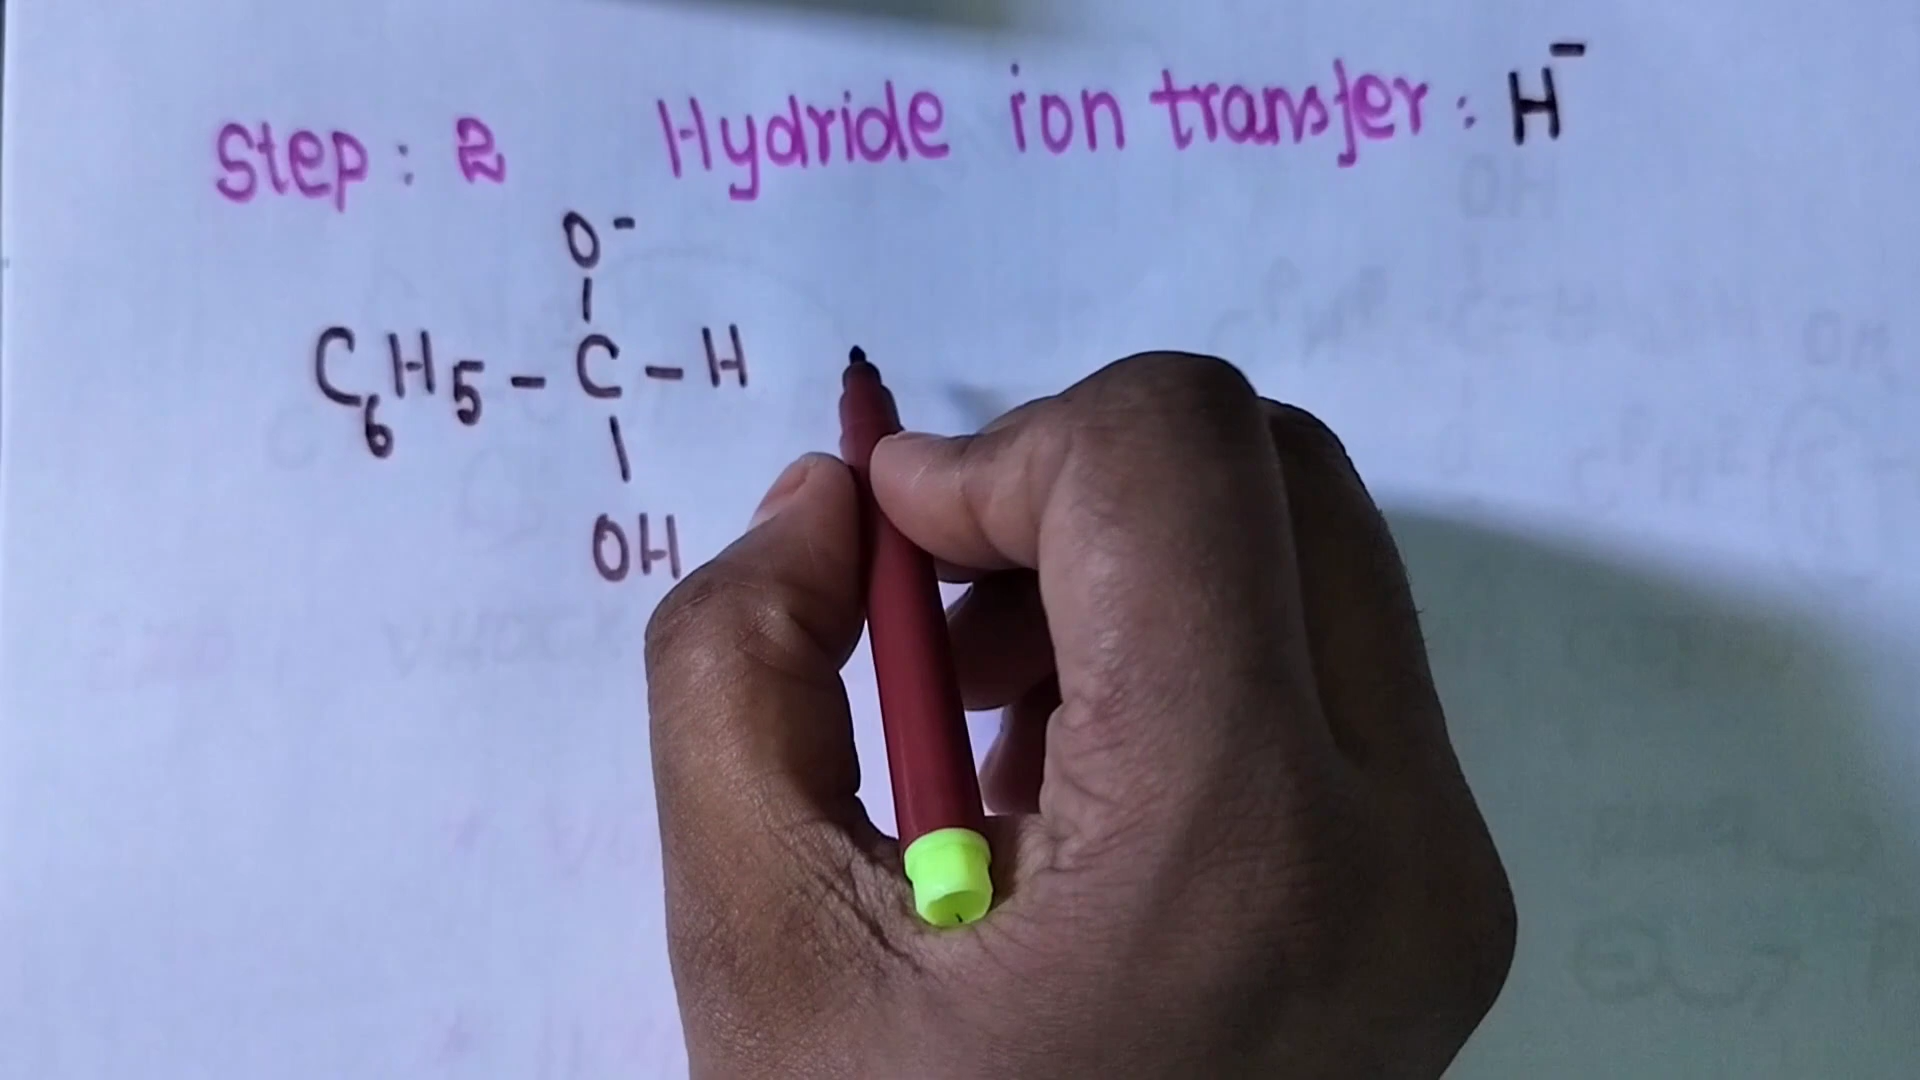 Step: 2 Hydride ion transfer: H⁻
O⁻
C₆H5-C-H
OH